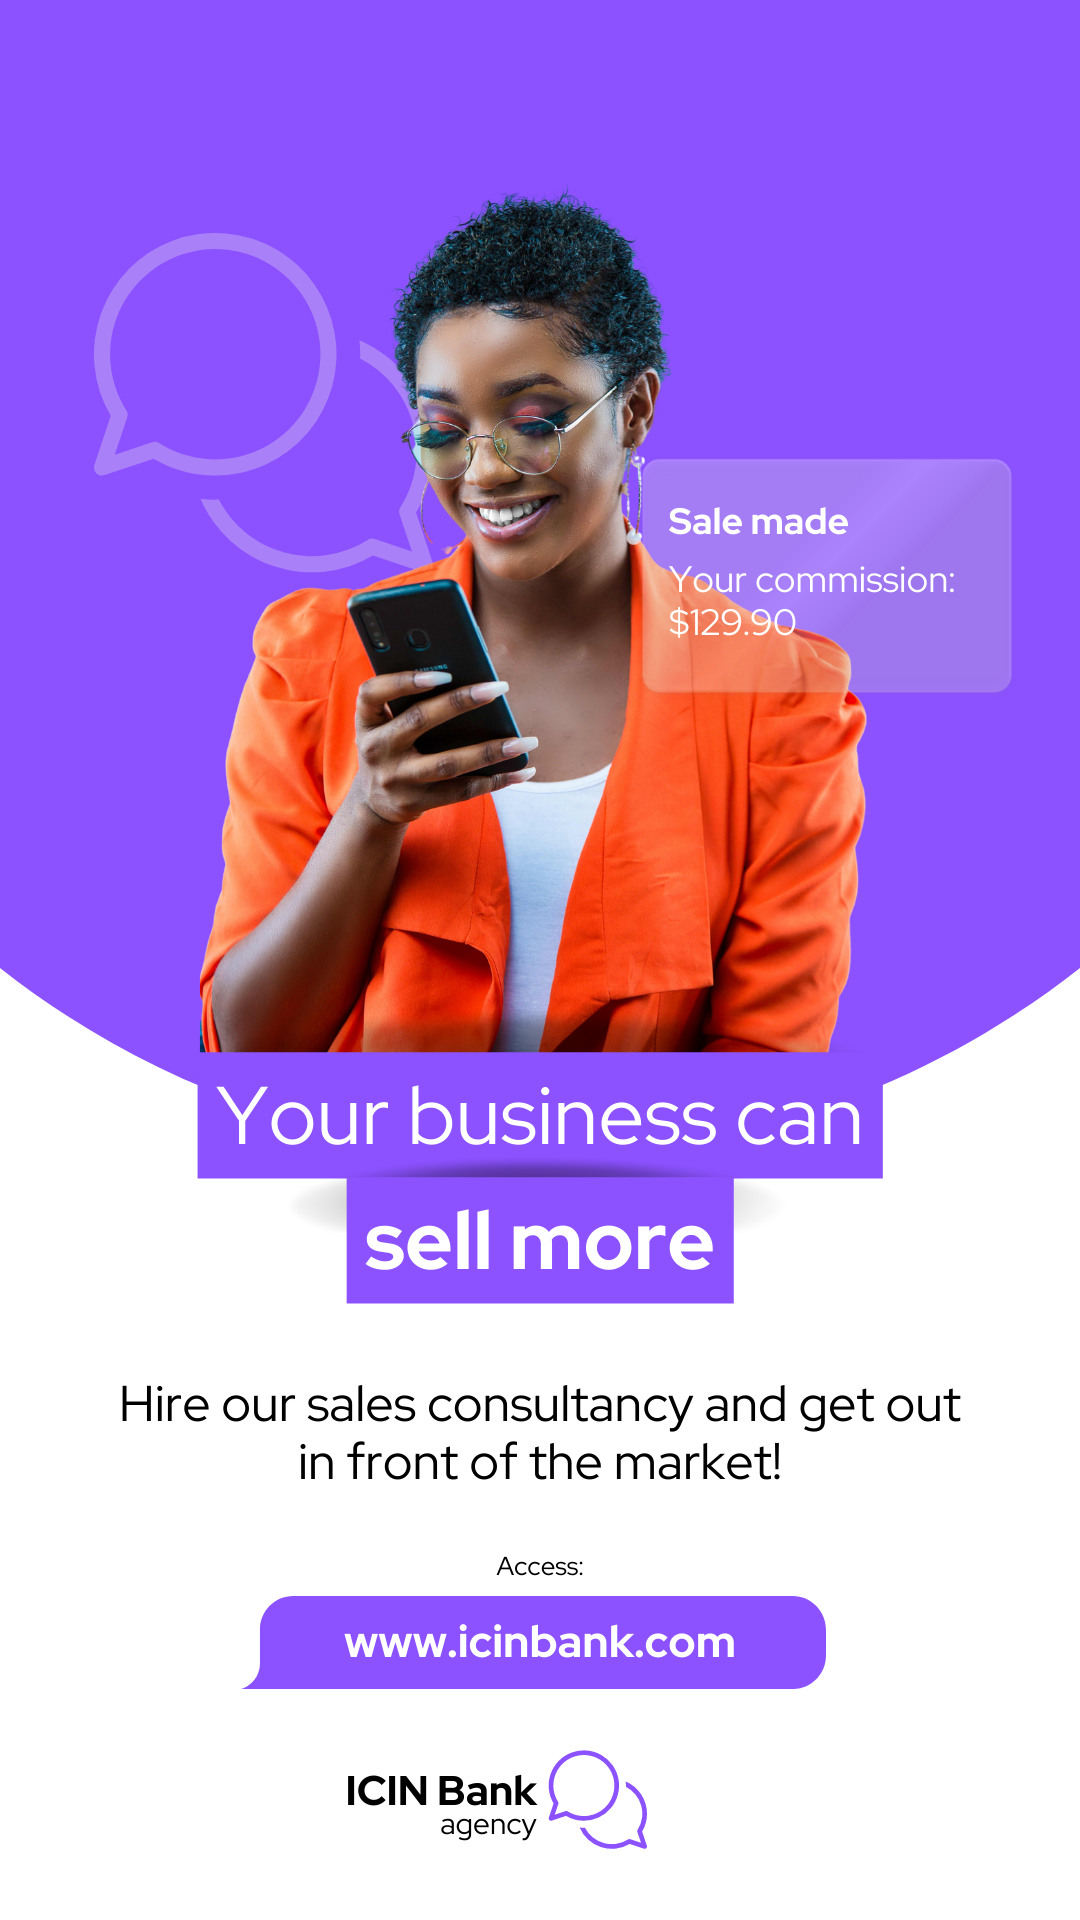 Sale made
Your commission:
$129.90
SAMSUNG
Your business can
sell more
Hire our sales consultancy and get out
in front of the market!
Access:
www.icinbank.com
ICIN Bank
agency